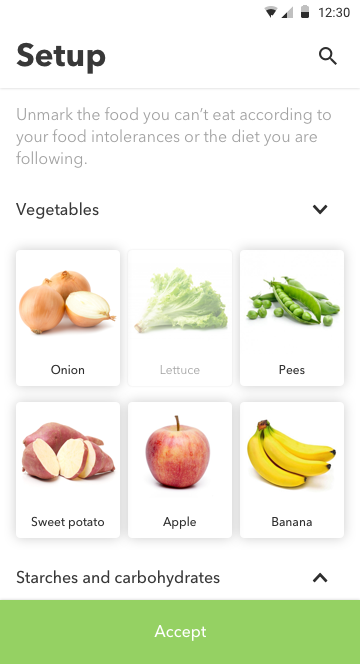 12:30
Setup
Unmark the food you can’t eat according to
your food intolerances or the diet you are
following.
Vegetables
Onion
Lettuce
Pees
Sweet potato
Apple
Banana
Starches and carbohydrates
Accept